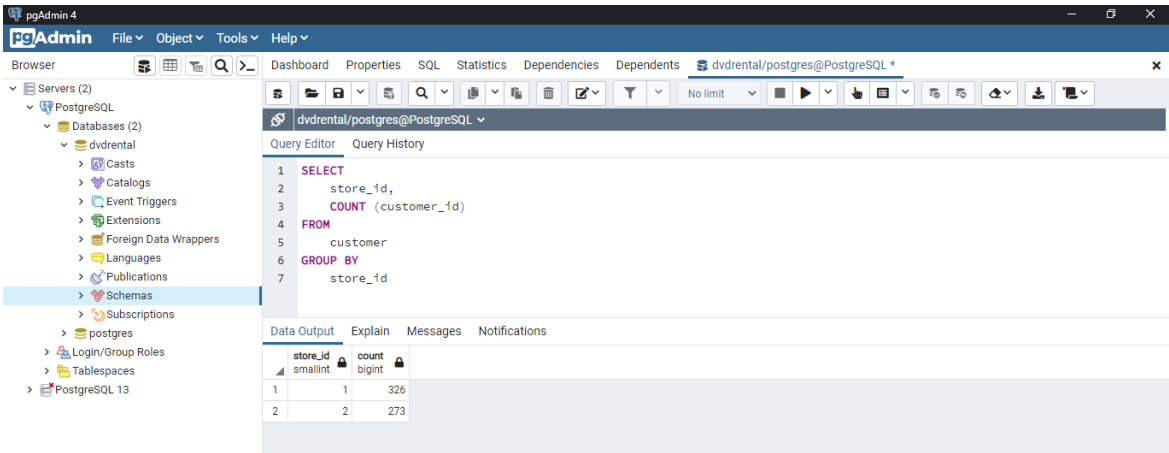 pgAdmin 4
pgAdmin File Object Tools Help
Browser Dashboard Properties SQL Statistics Dependencies Dependents dvdrental/postgres@PostgreSQL *
Servers (2)
PostgreSQL
Databases (2)
dvdrental
Casts
Catalogs
Event Triggers
Extensions
Foreign Data Wrappers
Languages
Publications
Schemas
Subscriptions
postgres
Login/Group Roles
Tablespaces
PostgreSQL 13
No limit
dvdrental/postgres@PostgreSQL
Query Editor Query History
1 SELECT
2 store_id,
3 COUNT (customer_id)
4 FROM
5 customer
6 GROUP BY
7 store_id
Data Output Explain Messages Notifications
store_id count
smallint bigint
1 1 326
2 2 273